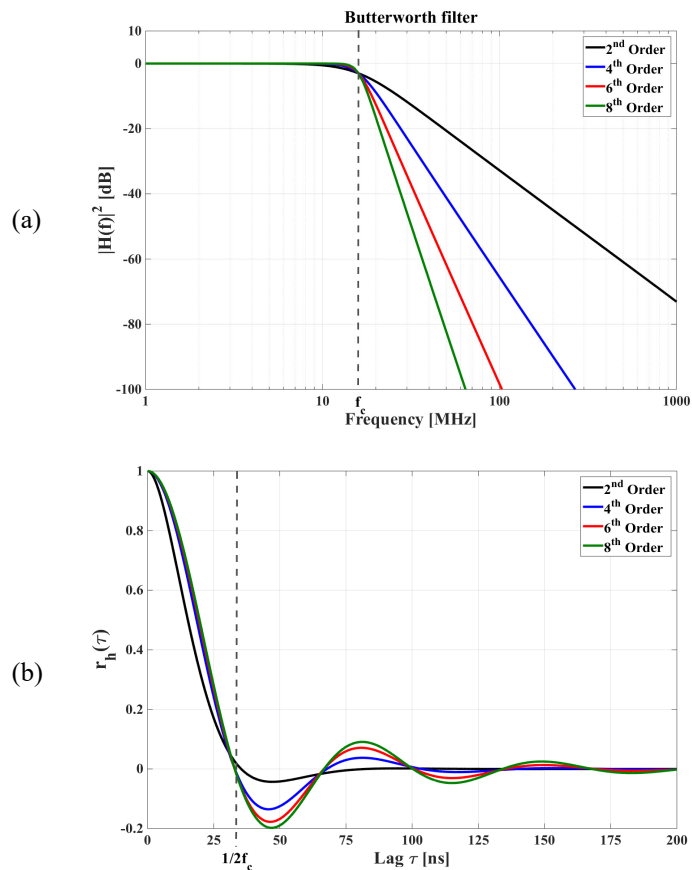 Butterworth filter
(a)
|H(f)|² [dB]
10
0
-20
-40
-60
-80
-100
2nd Order
4th Order
6th Order
8th Order
1
10
100
1000
f_c
Frequency [MHz]
(b)
r_h(τ)
1
0.8
0.6
0.4
0.2
0
-0.2
2nd Order
4th Order
6th Order
8th Order
0
25
50
75
100
125
150
175
200
1/2f_c
Lag τ [ns]